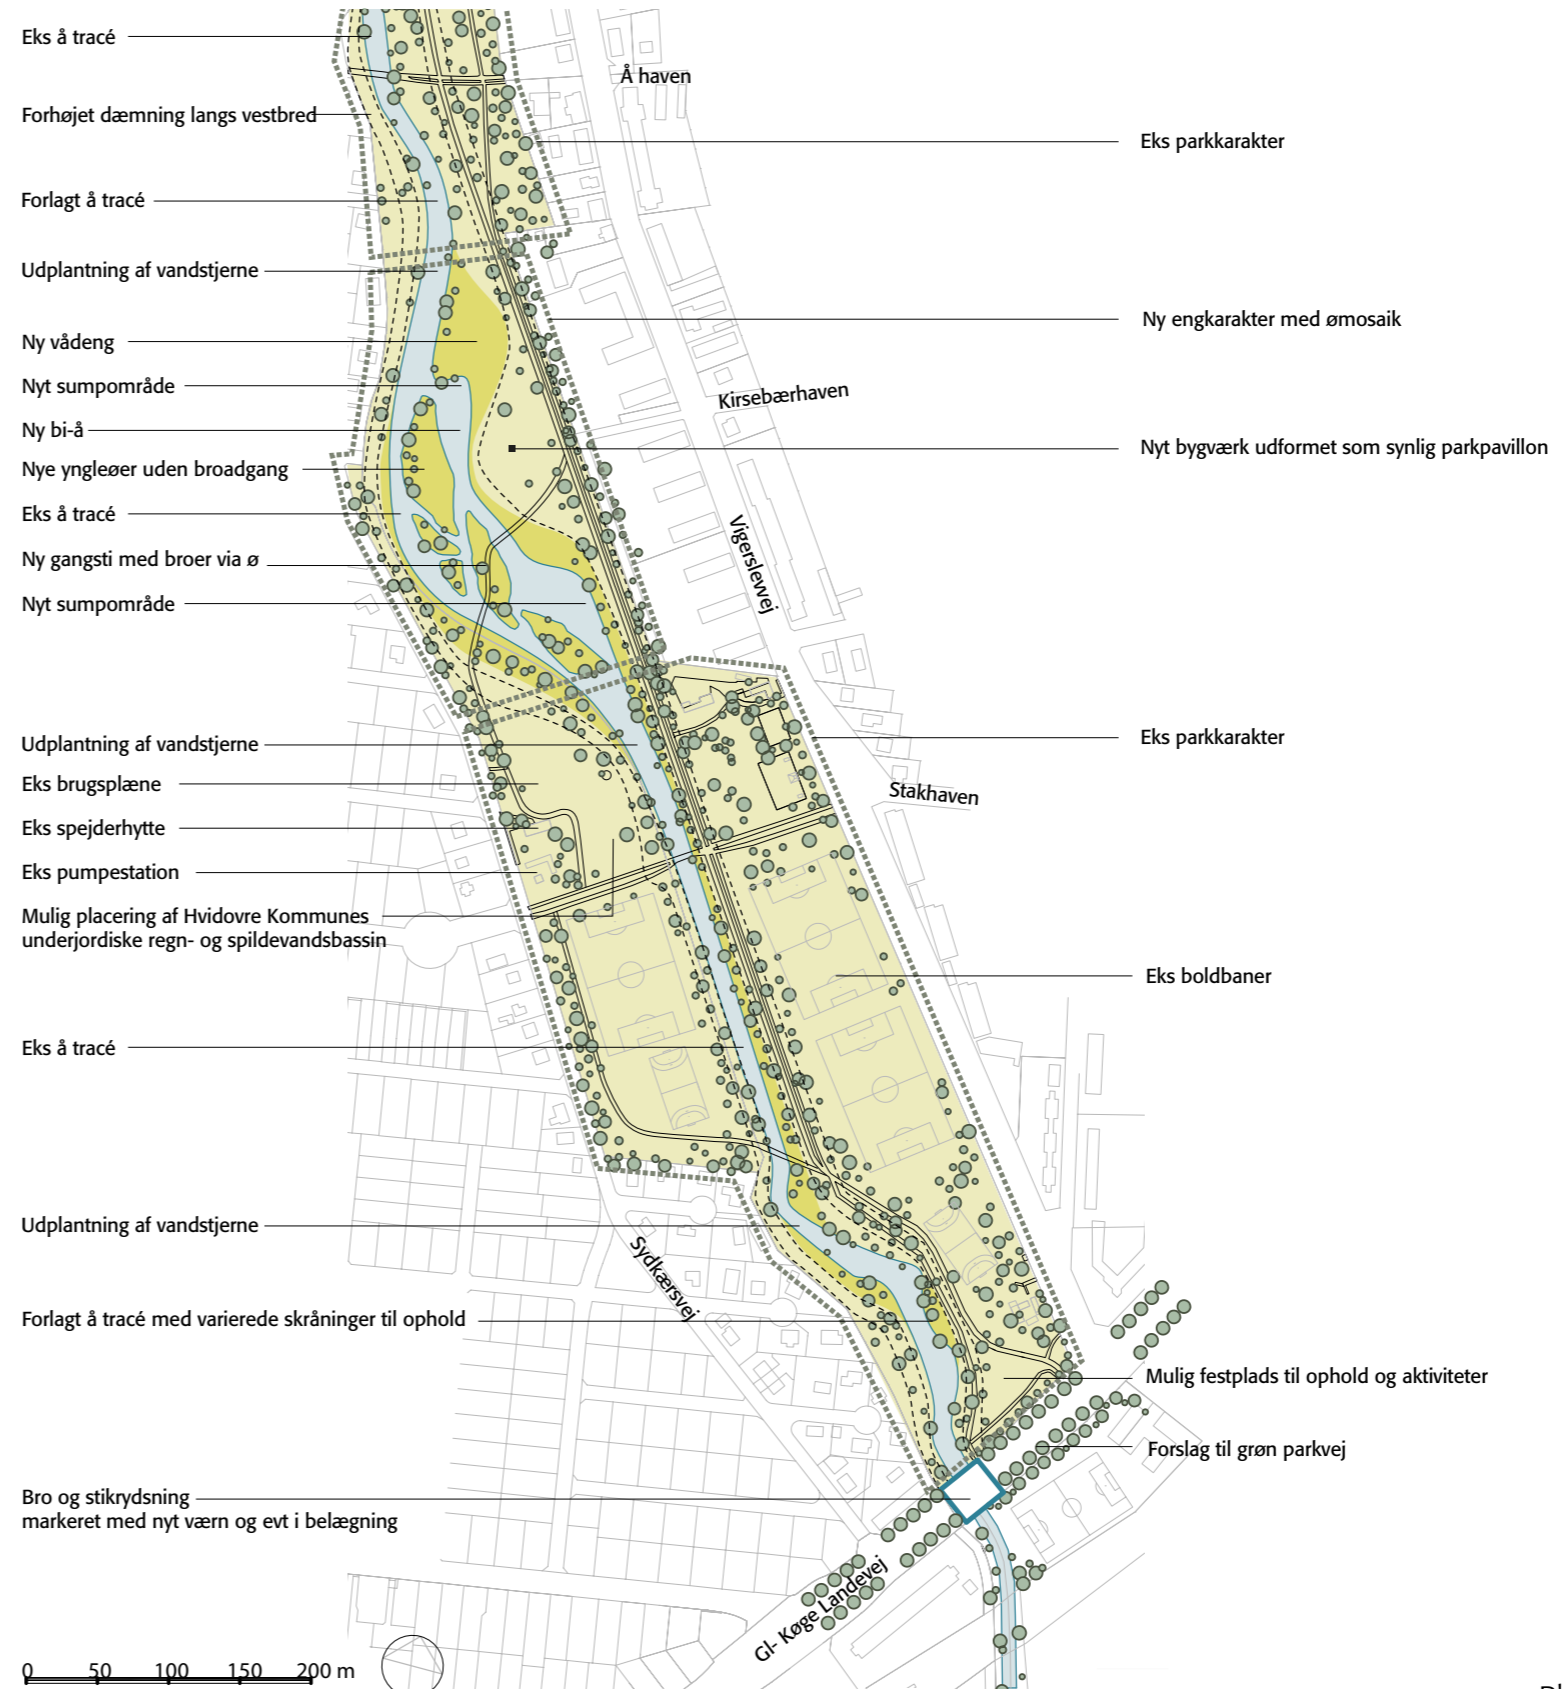 Eks å tracé
Forhøjet dæmning langs vestbred
Forlagt å tracé
Udplantning af vandstjerne
Ny vådeng
Nyt sumpområde
Ny bi-å
Nye yngleøer uden broadgang
Eks å tracé
Ny gangsti med broer via ø
Nyt sumpområde
Udplantning af vandstjerne
Eks brugsplæne
Eks spejderhytte
Eks pumpestation
Mulig placering af Hvidovre Kommunes
underjordiske regn- og spildevandsbassin
Eks å tracé
Udplantning af vandstjerne
Forlagt å tracé med varierede skråninger til ophold
Bro og stikrydsning
markeret med nyt værn og evt i belægning
0 50 100 150 200 m
Å haven
Kirsebærhaven
Vigerslevvej
Stakhaven
Sydkærsvej
Gl- Køge Landevej
Eks parkkarakter
Ny engkarakter med ømosaik
Nyt bygværk udformet som synlig parkpavillon
Eks parkkarakter
Eks boldbaner
Mulig festplads til ophold og aktiviteter
Forslag til grøn parkvej